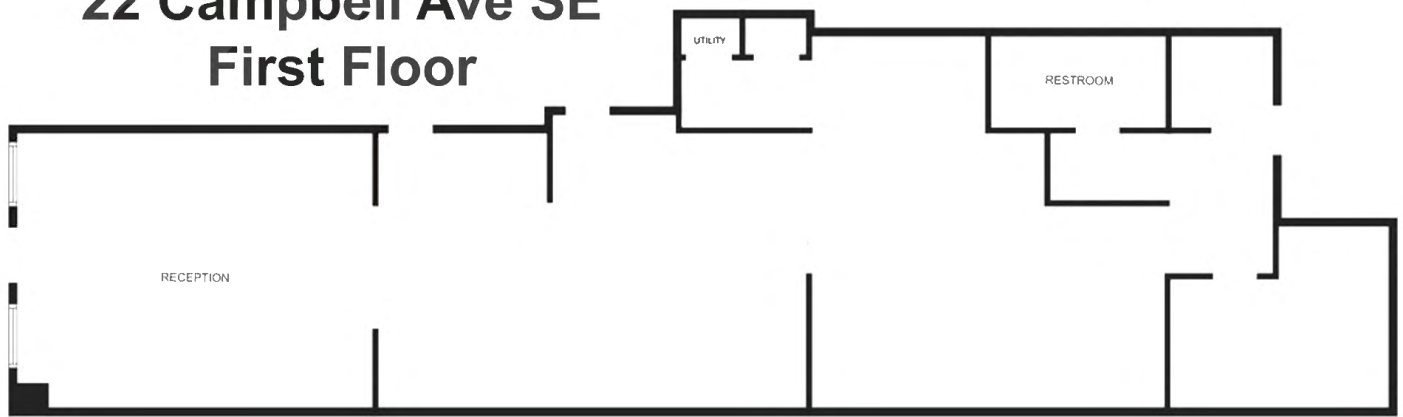 22 Campbell Ave SE
First Floor
UTILITY
RESTROOM
RECEPTION